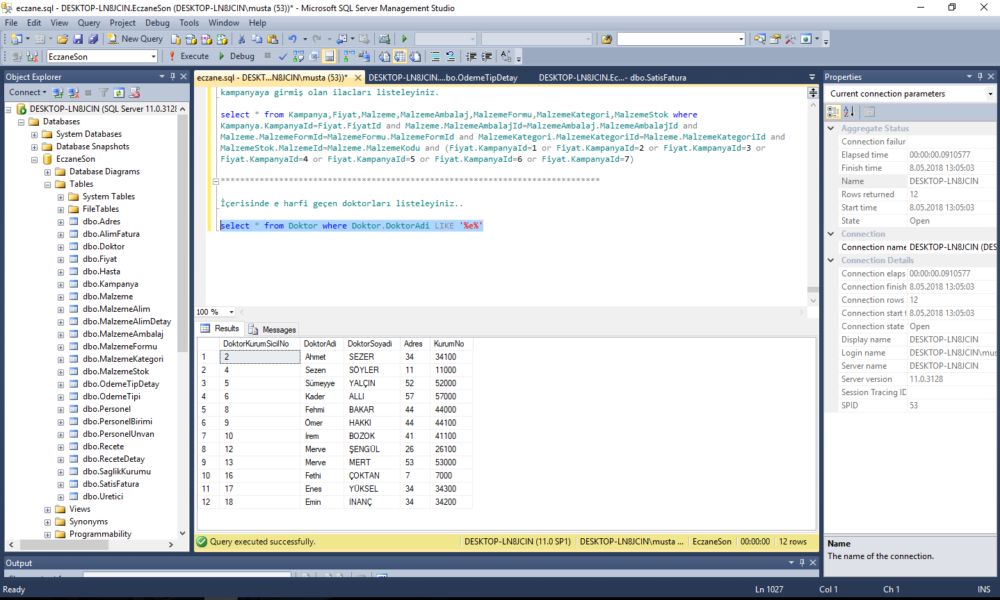 eczane.sql - DESKTOP-LN8JCIN.EczaneSon (DESKTOP-LN8JCIN\musta (53))* - Microsoft SQL Server Management Studio
File Edit View Query Project Debug Tools Window Help
New Query
EczaneSon Execute Debug
Object Explorer
Connect
DESKTOP-LN8JCIN (SQL Server 11.0.3128
Databases
System Databases
Database Snapshots
EczaneSon
Database Diagrams
Tables
System Tables
FileTables
dbo.Adres
dbo.AlimFatura
dbo.Doktor
dbo.Fiyat
dbo.Hasta
dbo.Kampanya
dbo.Malzeme
dbo.MalzemeAlim
dbo.MalzemeAlimDetay
dbo.MalzemeAmbalaj
dbo.MalzemeFormu
dbo.MalzemeKategori
dbo.MalzemeStok
dbo.OdemeTipDetay
dbo.OdemeTipi
dbo.Personel
dbo.PersonelBirimi
dbo.PersonelUnvan
dbo.Recete
dbo.ReceteDetay
dbo.SaglikKurumu
dbo.SatisFatura
dbo.Uretici
Views
Synonyms
Programmability
eczane.sql - DESKT...N8JCIN\musta (53))* DESKTOP-LN8JCIN....bo.OdemeTipDetay DESKTOP-LN8JCIN.Ec...- dbo.SatisFatura
kampanyaya girmiş olan ilacları listeleyiniz.
select * from Kampanya,Fiyat,Malzeme,MalzemeAmbalaj,MalzemeFormu,MalzemeKategori,MalzemeStok where
Kampanya.KampanyaId=Fiyat.FiyatId and Malzeme.MalzemeAmbalajId=MalzemeAmbalaj.MalzemeAmbalajId and
Malzeme.MalzemeFormId=MalzemeFormu.MalzemeFormId and MalzemeKategori.MalzemeKategoriId=Malzeme.MalzemeKategoriId and
MalzemeStok.MalzemeId=Malzeme.MalzemeKodu and (Fiyat.KampanyaId=1 or Fiyat.KampanyaId=2 or Fiyat.KampanyaId=3 or
Fiyat.KampanyaId=4 or Fiyat.KampanyaId=5 or Fiyat.KampanyaId=6 or Fiyat.KampanyaId=7)
******************************************************************************
İçerisinde e harfi geçen doktorları listeleyiniz..
select * from Doktor where Doktor.DoktorAdi LIKE '%e%'
100 %
Results Messages
DoktorKurumSicilNo DoktorAdi DoktorSoyadi Adres KurumNo
1 2 Ahmet SEZER 34 34100
2 4 Sezen SÖYLER 11 11000
3 5 Sümeyye YALÇIN 52 52000
4 6 Kader ALLI 57 57000
5 8 Fehmi BAKAR 44 44000
6 9 Ömer HAKKI 44 44100
7 10 İrem BOZOK 41 41100
8 12 Merve ŞENGÜL 26 26100
9 13 Merve MERT 53 53000
10 16 Fethi ÇOKTAN 7 7000
11 17 Enes YÜKSEL 34 34300
12 18 Emin İNANÇ 34 34200
Query executed successfully. DESKTOP-LN8JCIN (11.0 SP1) DESKTOP-LN8JCIN\musta ... EczaneSon 00:00:00 12 rows
Properties
Current connection parameters
Aggregate Status
Connection failur
Elapsed time 00:00:00.0910577
Finish time 8.05.2018 13:05:03
Name DESKTOP-LN8JCIN
Rows returned 12
Start time 8.05.2018 13:05:03
State Open
Connection
Connection name DESKTOP-LN8JCIN (DES
Connection Details
Connection elaps 00:00:00.0910577
Connection finish 8.05.2018 13:05:03
Connection rows 12
Connection start t 8.05.2018 13:05:03
Connection state Open
Display name DESKTOP-LN8JCIN
Login name DESKTOP-LN8JCIN\mus
Server name DESKTOP-LN8JCIN
Server version 11.0.3128
Session Tracing ID
SPID 53
Name
The name of the connection.
Output
Ready Ln 1027 Col 1 Ch 1 INS